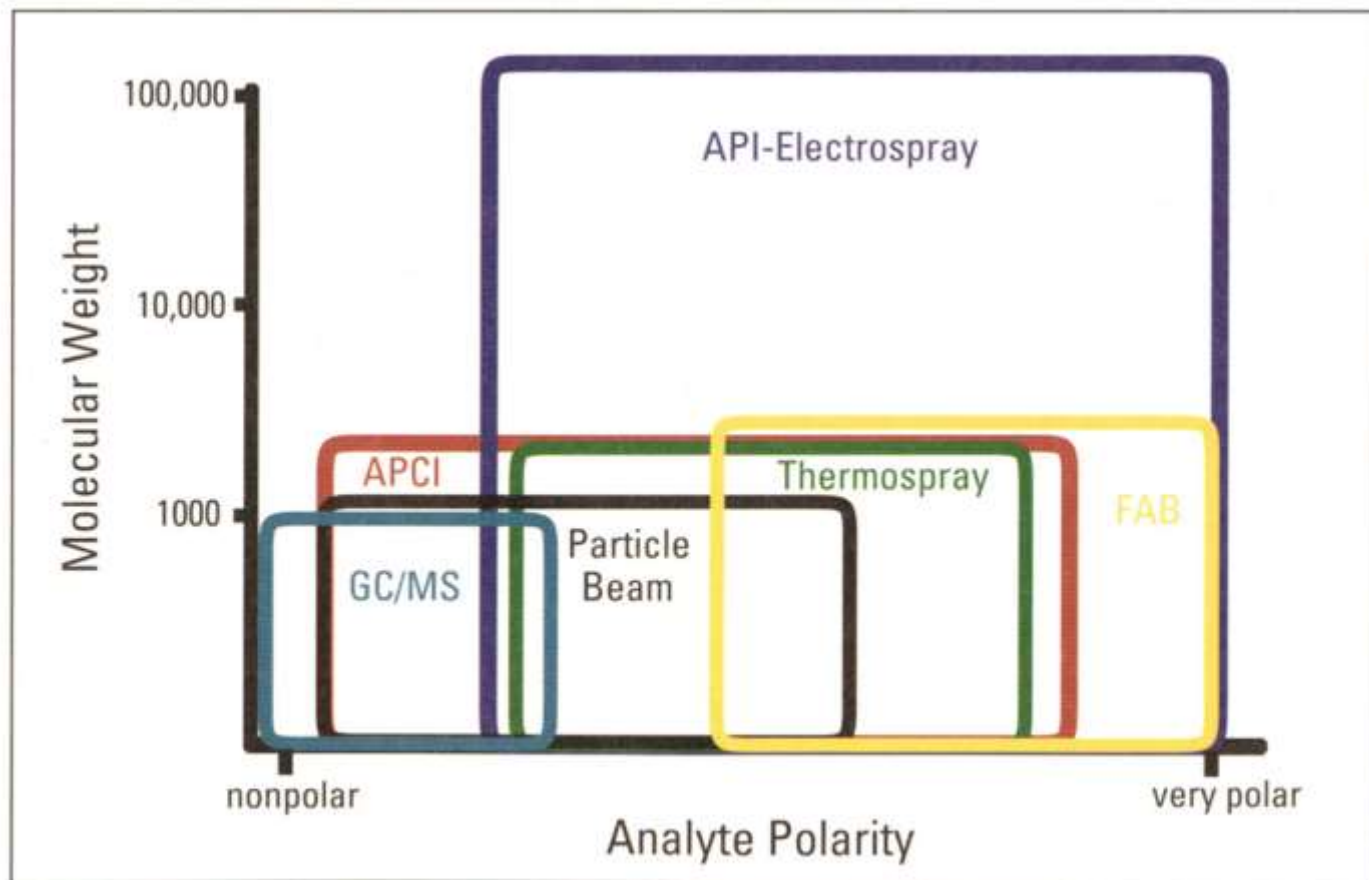 100,000
API-Electrospray
10,000
Molecular Weight
APCI
Thermospray
1000
FAB
Particle
Beam
GC/MS
nonpolar
very polar
Analyte Polarity